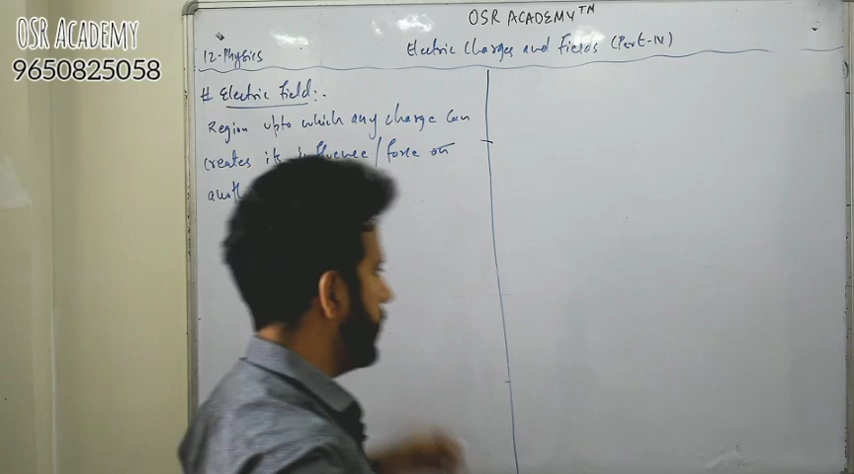 OSR ACADEMY
9650825058
OSR ACADEMY™
12-Physics
Electric Charges and Fields (Part-IV)
# Electric Field:-
Region upto which any charge can
creates its influence / force on